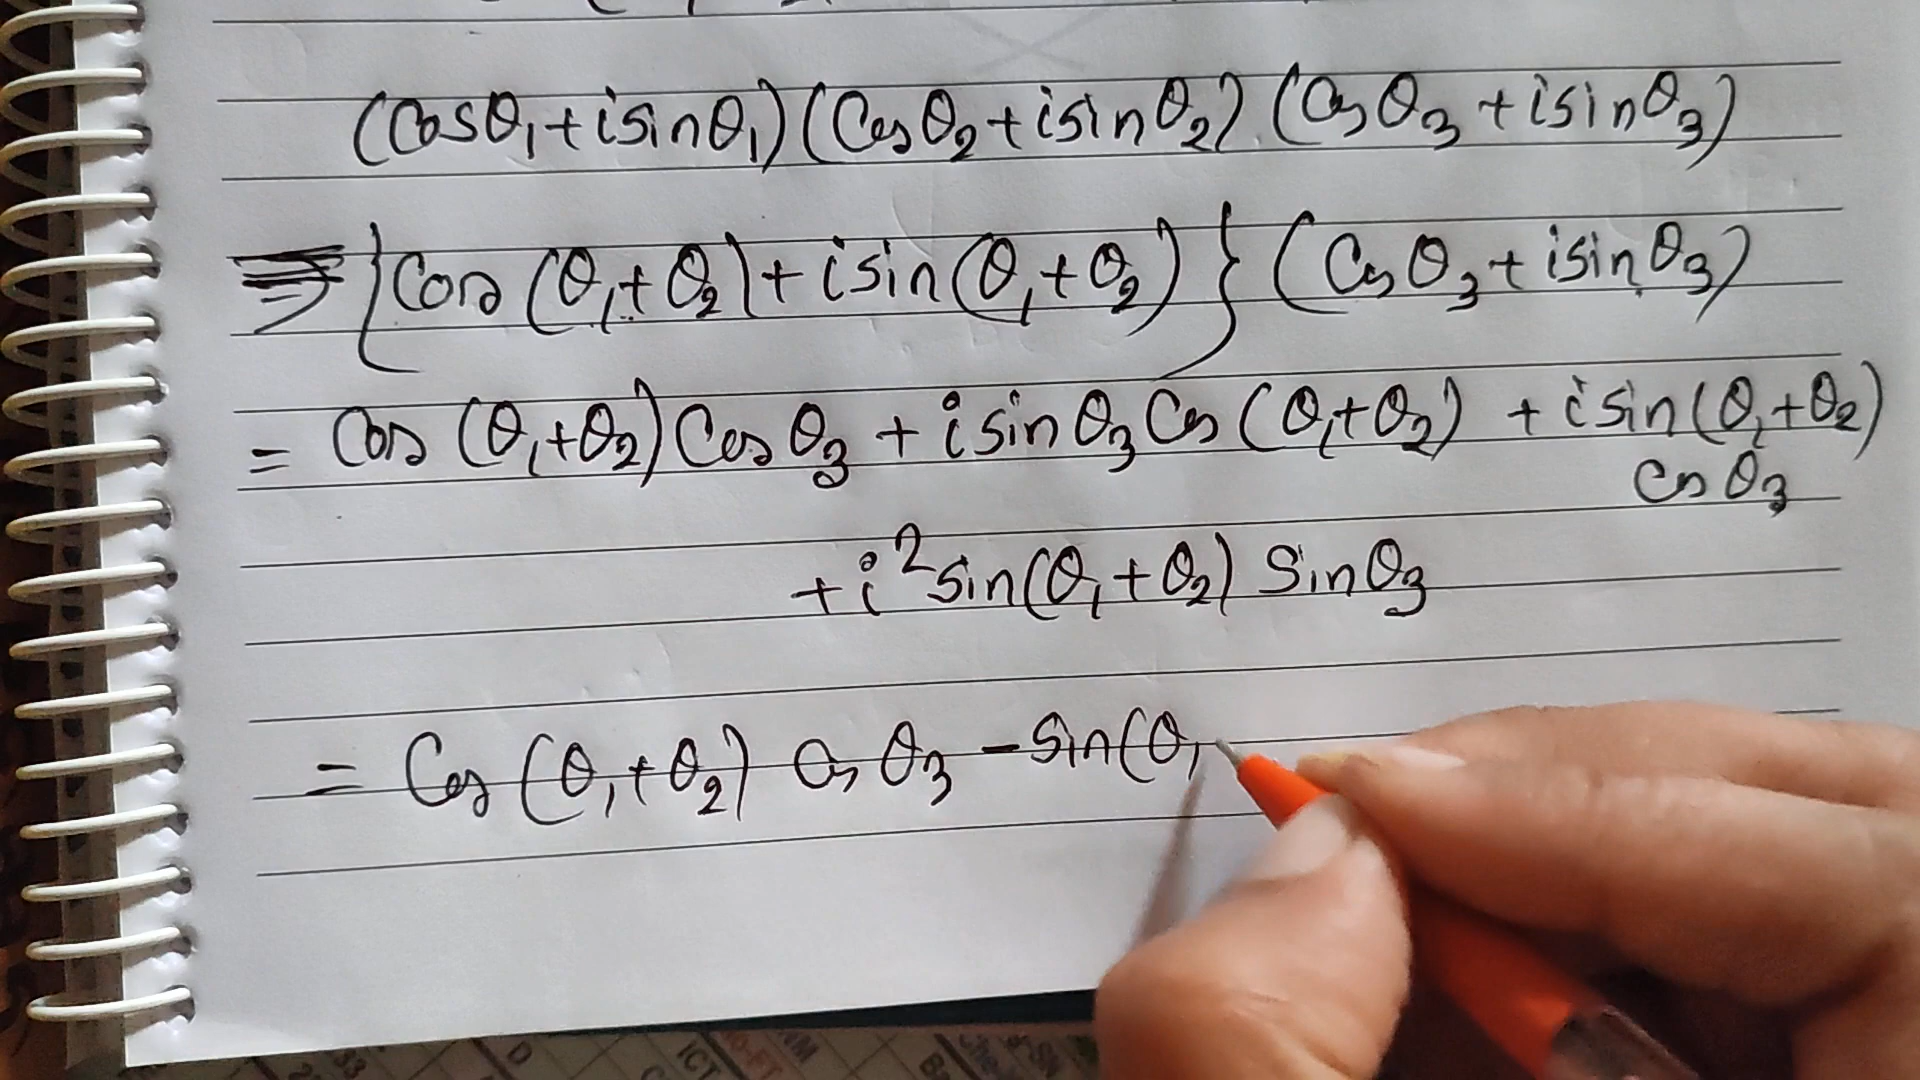 (Cosθ₁+isinθ₁)(Cosθ₂+isinθ₂)(Cosθ₃+isinθ₃)
⇒ {Cos(θ₁+θ₂)+isin(θ₁+θ₂)}(Cosθ₃+isinθ₃)
= Cos(θ₁+θ₂)Cosθ₃+isinθ₃Cos(θ₁+θ₂)+isin(θ₁+θ₂)
Cosθ₃
+i²sin(θ₁+θ₂) Sinθ₃
= Cos(θ₁+θ₂) Cosθ₃ - Sin(θ₁
D
ICT